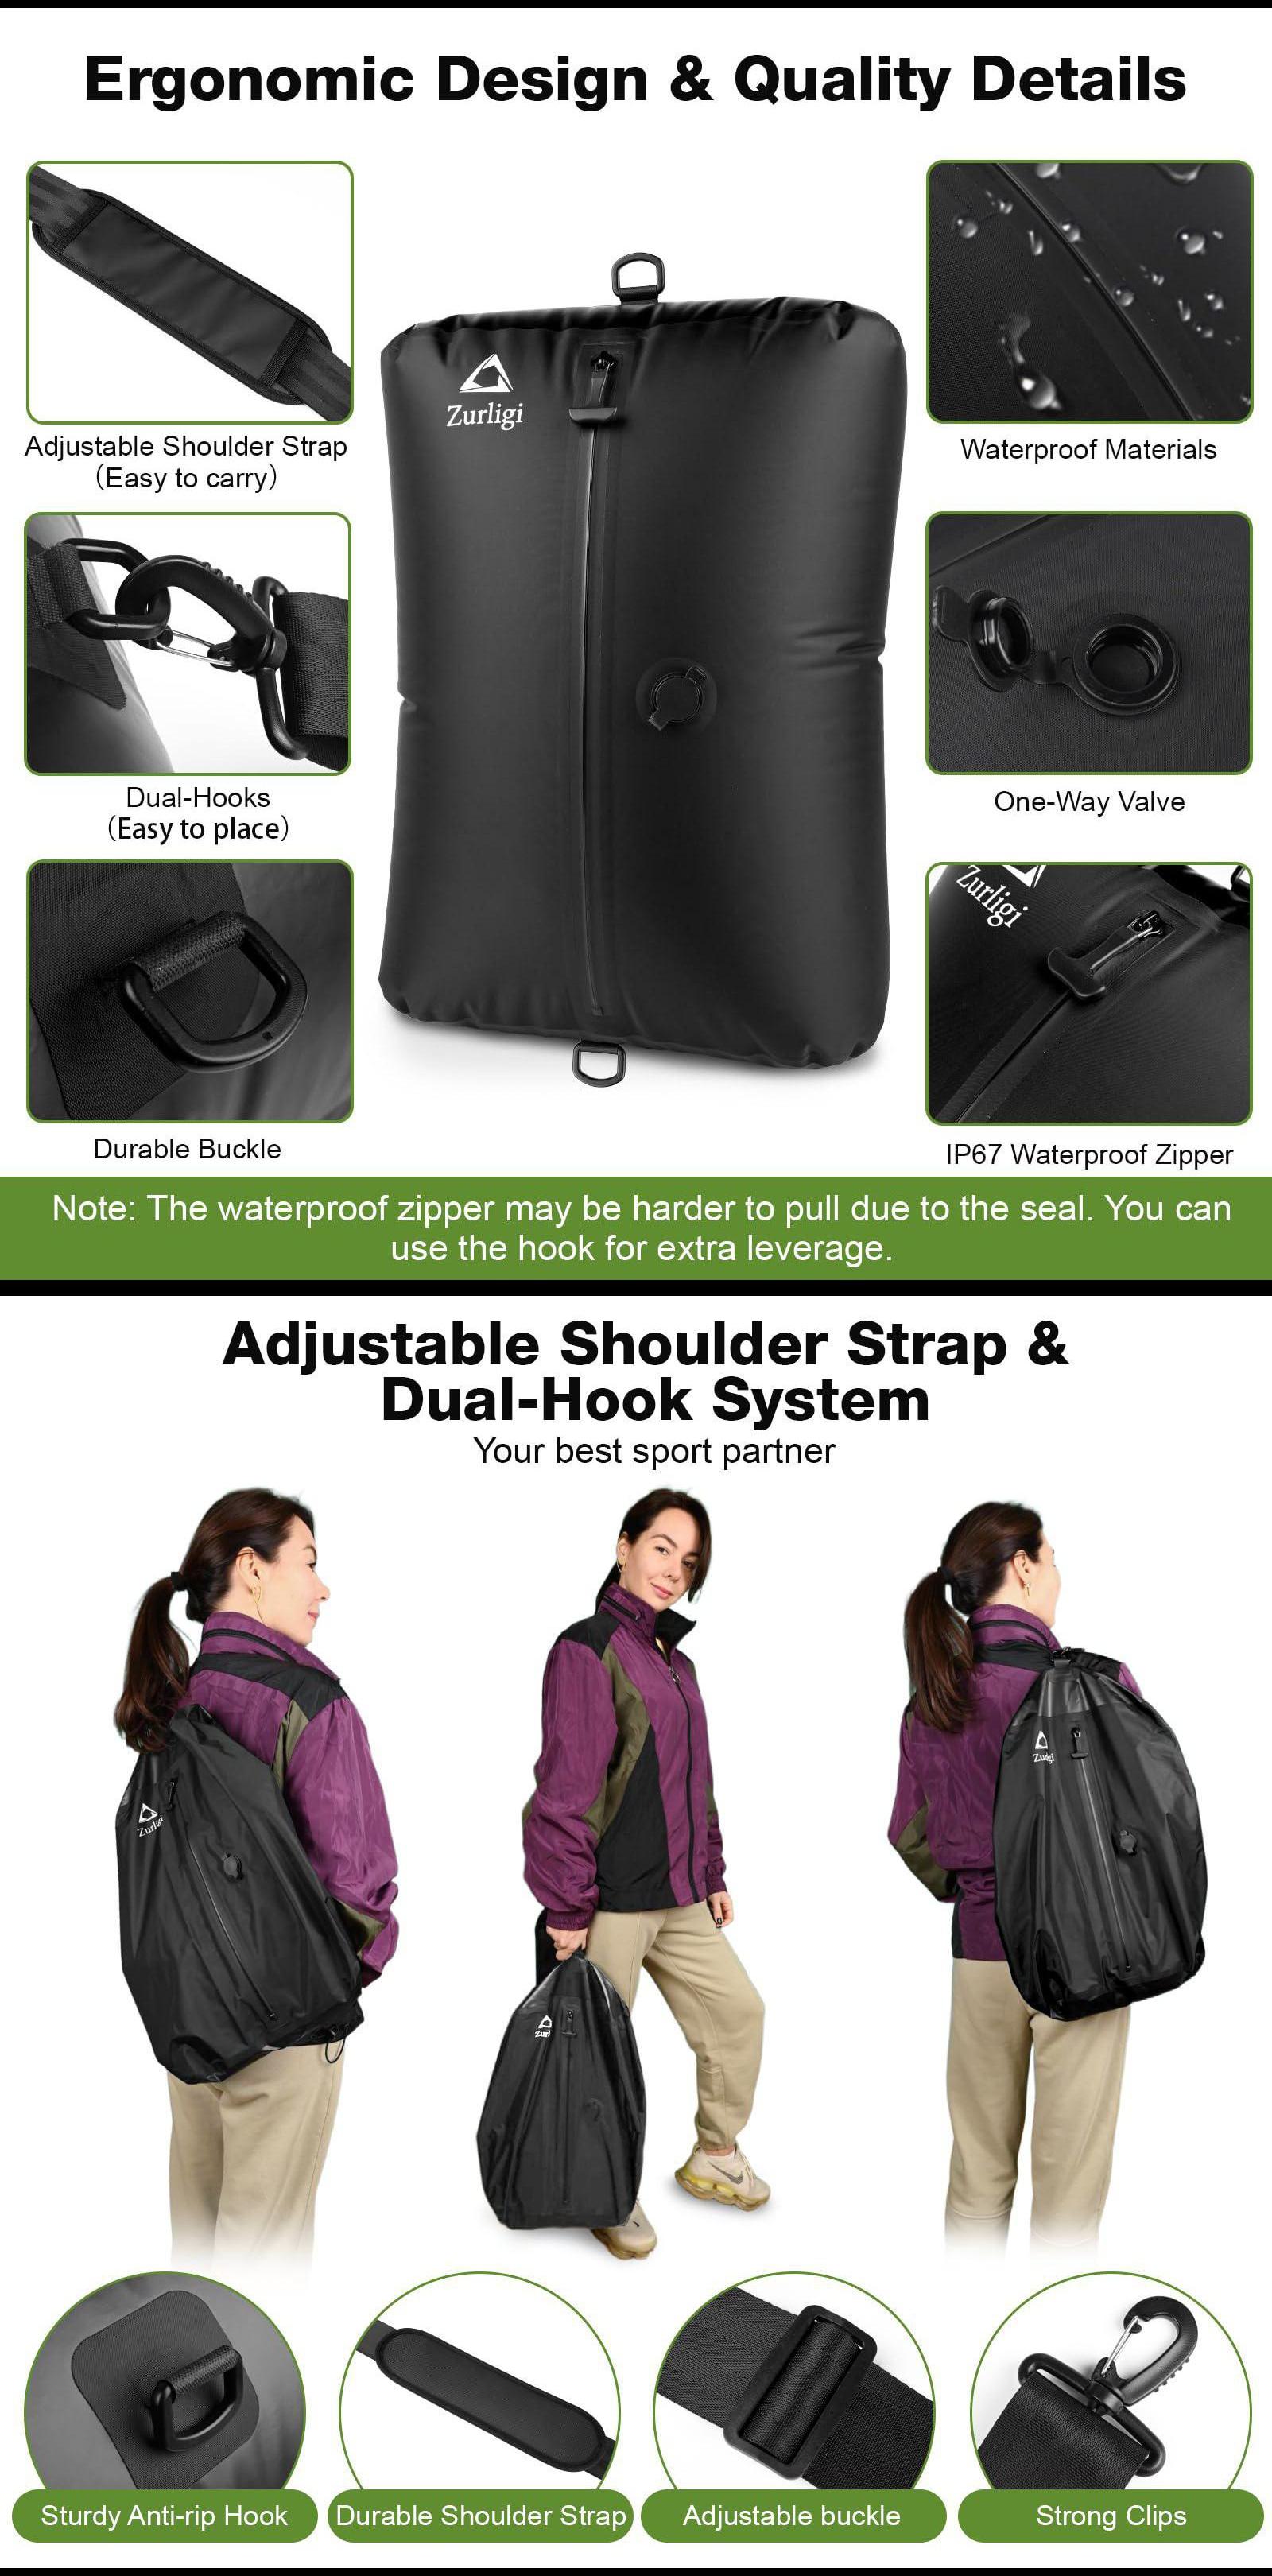 Ergonomic Design & Quality Details
Zurligi
Adjustable Shoulder Strap
（Easy to carry）
Waterproof Materials
Dual-Hooks
（Easy to place）
One-Way Valve
Zurligi
Durable Buckle
IP67 Waterproof Zipper
Note: The waterproof zipper may be harder to pull due to the seal. You can
use the hook for extra leverage.
Adjustable Shoulder Strap &
Dual-Hook System
Your best sport partner
Zurligi
Zurligi
Zurl
Sturdy Anti-rip Hook
Durable Shoulder Strap
Adjustable buckle
Strong Clips